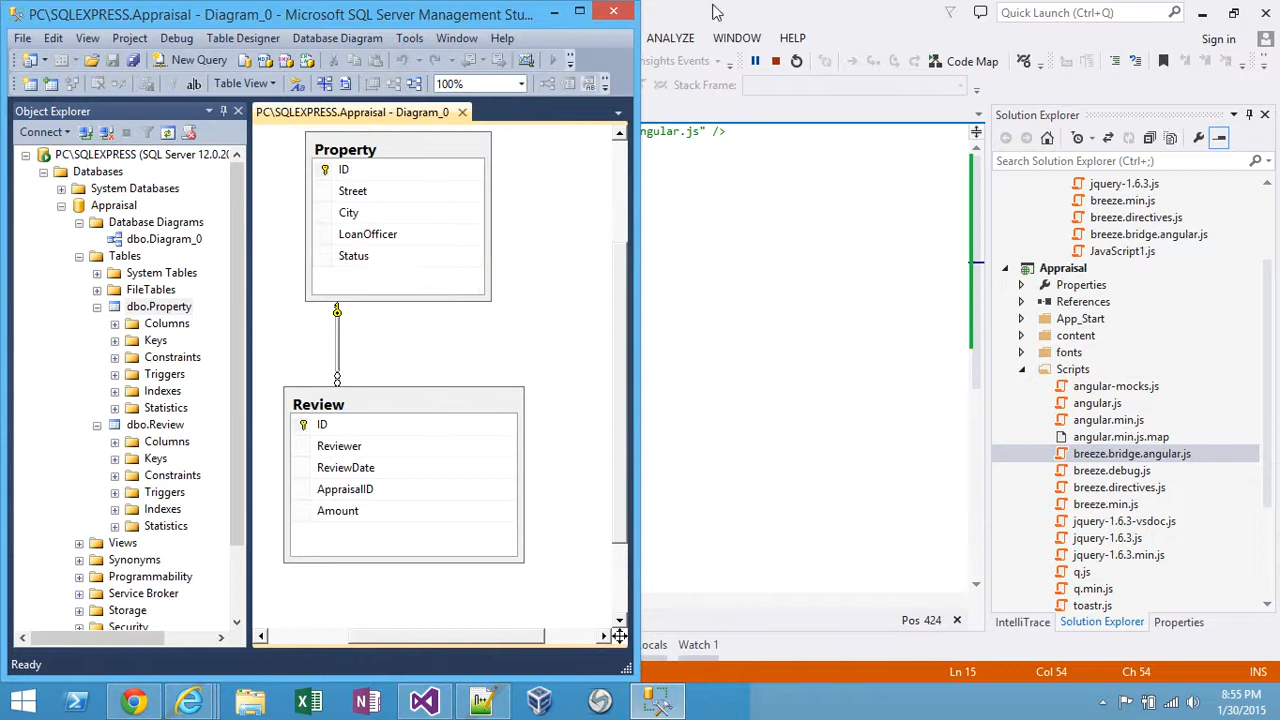 PC\SQLEXPRESS.Appraisal - Diagram_0 - Microsoft SQL Server Management Stu...
File Edit View Project Debug Table Designer Database Diagram Tools Window Help
New Query
Table View
100%
Object Explorer
Connect
PC\SQLEXPRESS (SQL Server 12.0.20
Databases
System Databases
Appraisal
Database Diagrams
dbo.Diagram_0
Tables
System Tables
FileTables
dbo.Property
Columns
Keys
Constraints
Triggers
Indexes
Statistics
dbo.Review
Columns
Keys
Constraints
Triggers
Indexes
Statistics
Views
Synonyms
Programmability
Service Broker
Storage
Security
PC\SQLEXPRESS.Appraisal - Diagram_0
Property
ID
Street
City
LoanOfficer
Status
Review
ID
Reviewer
ReviewDate
AppraisalID
Amount
Ready
Quick Launch (Ctrl+Q)
ANALYZE WINDOW HELP
Sign in
nsights Events
Code Map
Stack Frame:
ngular.js" />
Pos 424
ocals Watch 1
Solution Explorer
Search Solution Explorer (Ctrl+;)
jquery-1.6.3.js
breeze.min.js
breeze.directives.js
breeze.bridge.angular.js
JavaScript1.js
Appraisal
Properties
References
App_Start
content
fonts
Scripts
angular-mocks.js
angular.js
angular.min.js
angular.min.js.map
breeze.bridge.angular.js
breeze.debug.js
breeze.directives.js
breeze.min.js
jquery-1.6.3-vsdoc.js
jquery-1.6.3.js
jquery-1.6.3.min.js
q.js
q.min.js
toastr.js
IntelliTrace Solution Explorer Properties
Ln 15 Col 54 Ch 54 INS
8:55 PM
1/30/2015